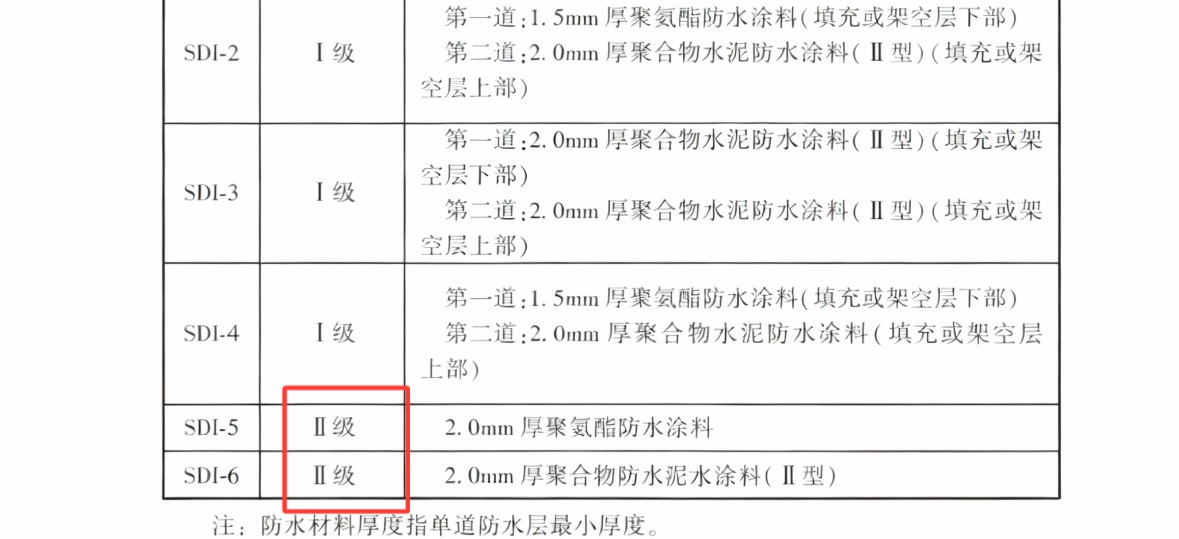 第一道:1.5mm 厚聚氨酯防水涂料(填充或架空层下部)
SDI-2 Ⅰ级 第二道:2.0mm 厚聚合物水泥防水涂料(Ⅱ型)(填充或架
空层上部)
第一道:2.0mm 厚聚合物水泥防水涂料(Ⅱ型)(填充或架
空层下部)
SDI-3 Ⅰ级
第二道:2.0mm 厚聚合物水泥防水涂料(Ⅱ型)(填充或架
空层上部)
第一道:1.5mm 厚聚氨酯防水涂料(填充或架空层下部)
SDI-4 Ⅰ级 第二道:2.0mm 厚聚合物水泥防水涂料(填充或架空层
上部)
SDI-5 Ⅱ级 2.0mm 厚聚氨酯防水涂料
SDI-6 Ⅱ级 2.0mm 厚聚合物防水泥水涂料(Ⅱ型)
注: 防水材料厚度指单道防水层最小厚度。